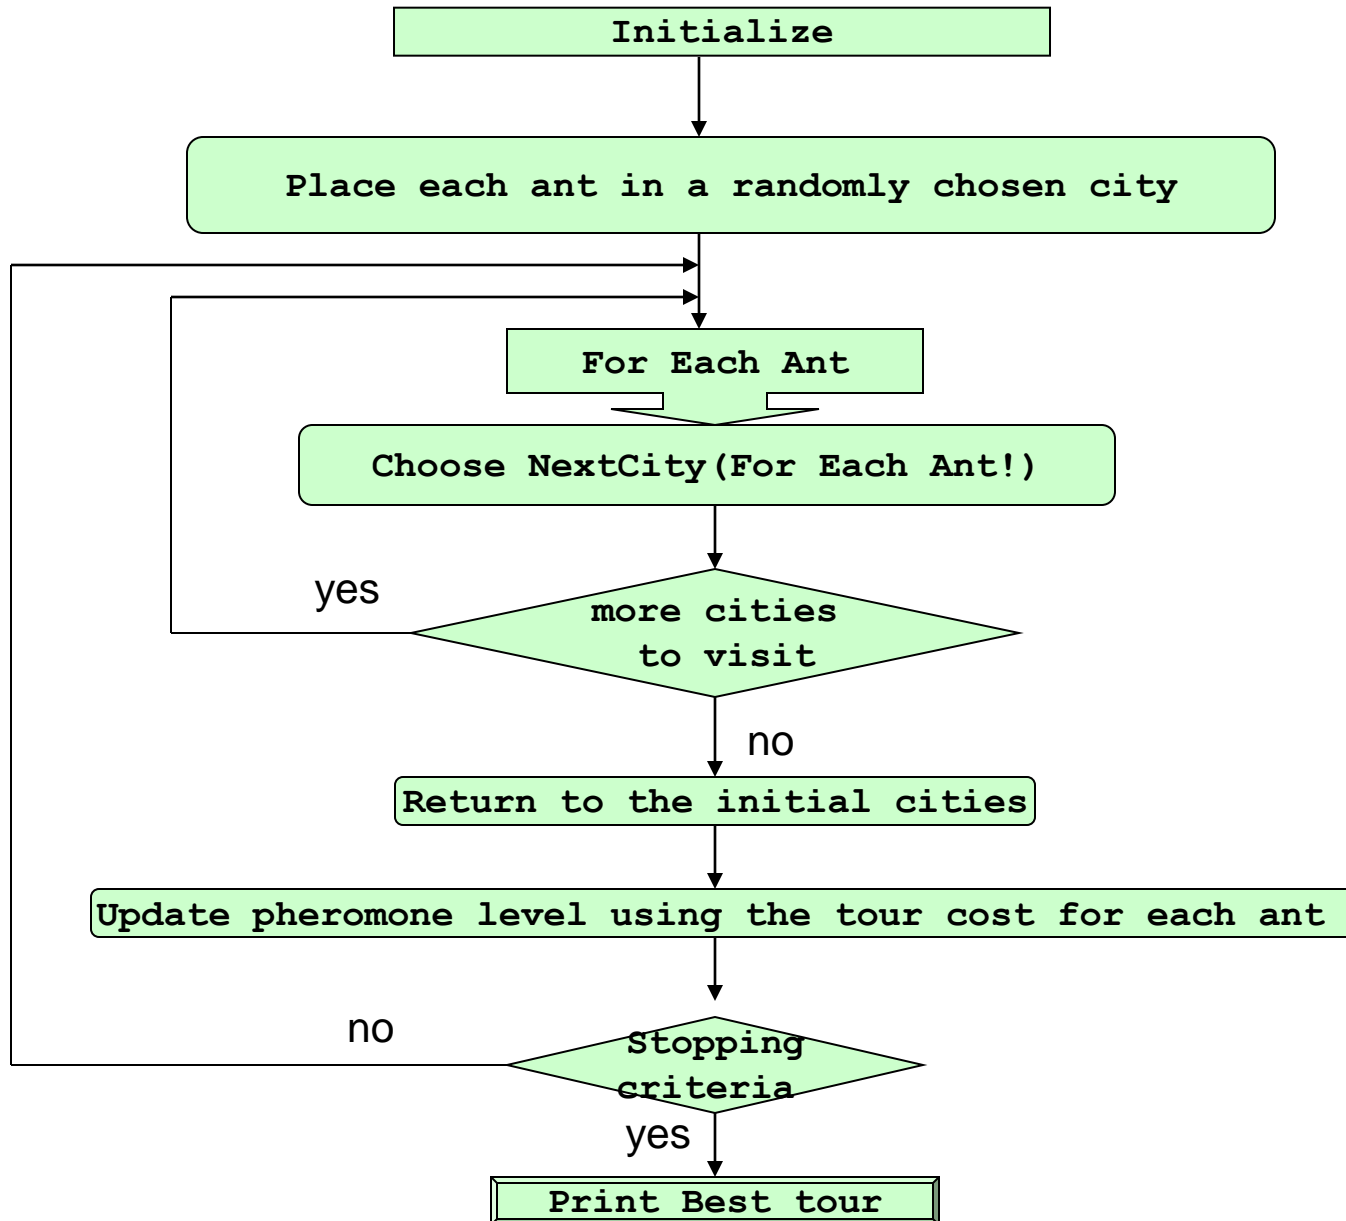 Initialize
Place each ant in a randomly chosen city
For Each Ant
Choose NextCity(For Each Ant!)
yes
more cities
to visit
no
Return to the initial cities
Update pheromone level using the tour cost for each ant
no
Stopping
criteria
yes
Print Best tour